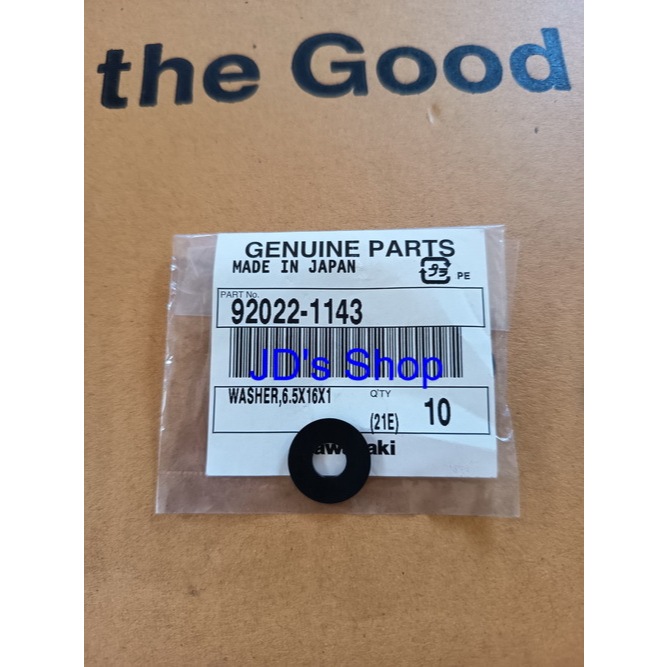 the Good
GENUINE PARTS
MADE IN JAPAN
PE
PART No.
92022-1143
JD's Shop
WASHER,6.5X16X1
Q'TY
(21E) 10